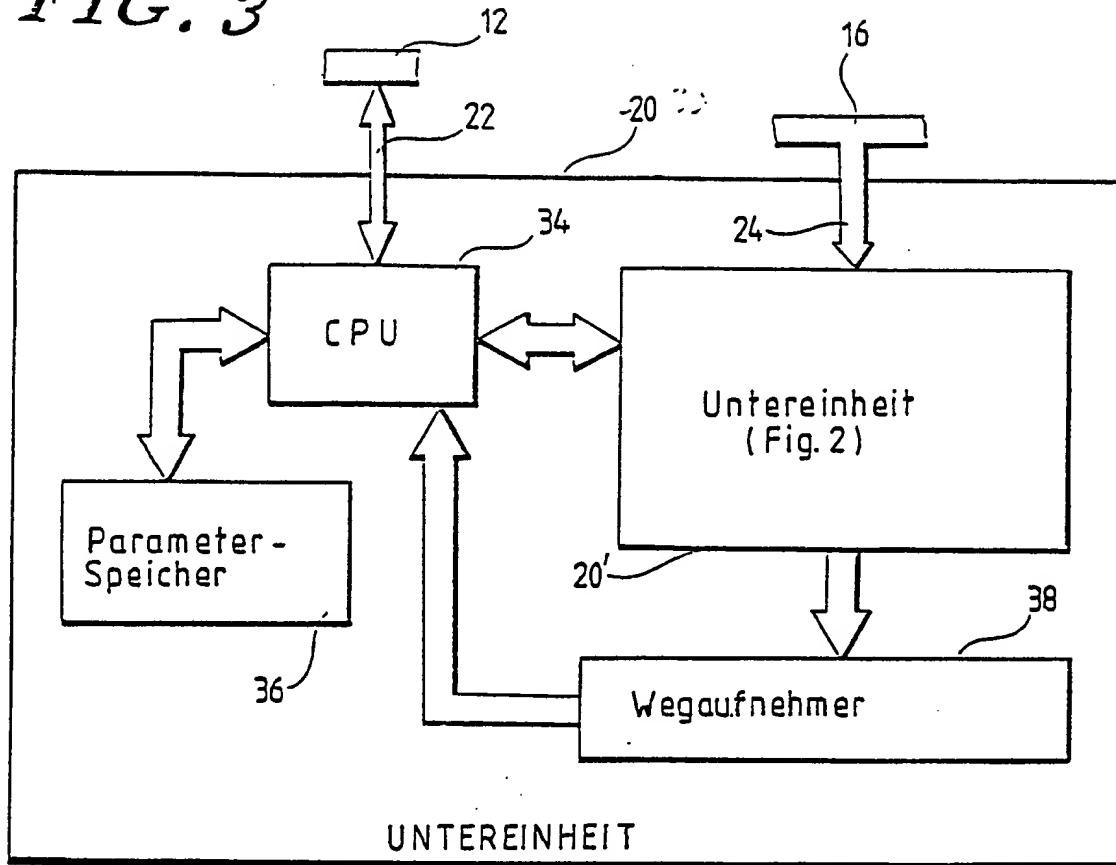 FIG. 3
12
16
22
20
24
34
CPU
Untereinheit
(Fig. 2)
Parameter-
Speicher
20'
38
36
Wegaufnehmer
UNTEREINHEIT